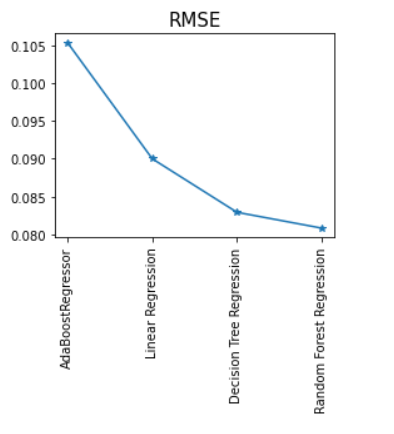 RMSE
0.105
0.100
0.095
0.090
0.085
0.080
AdaBoostRegressor
Linear Regression
Decision Tree Regression
Random Forest Regression